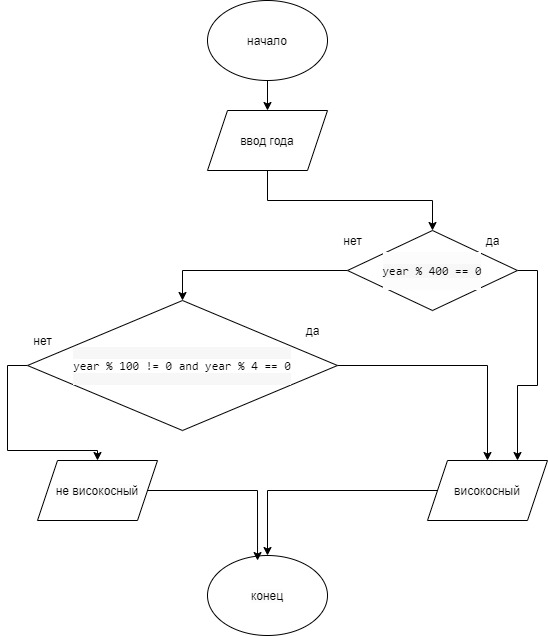 начало
ввод года
нет
да
year % 400 == 0
нет
да
year % 100 != 0 and year % 4 == 0
не високосный
високосный
конец